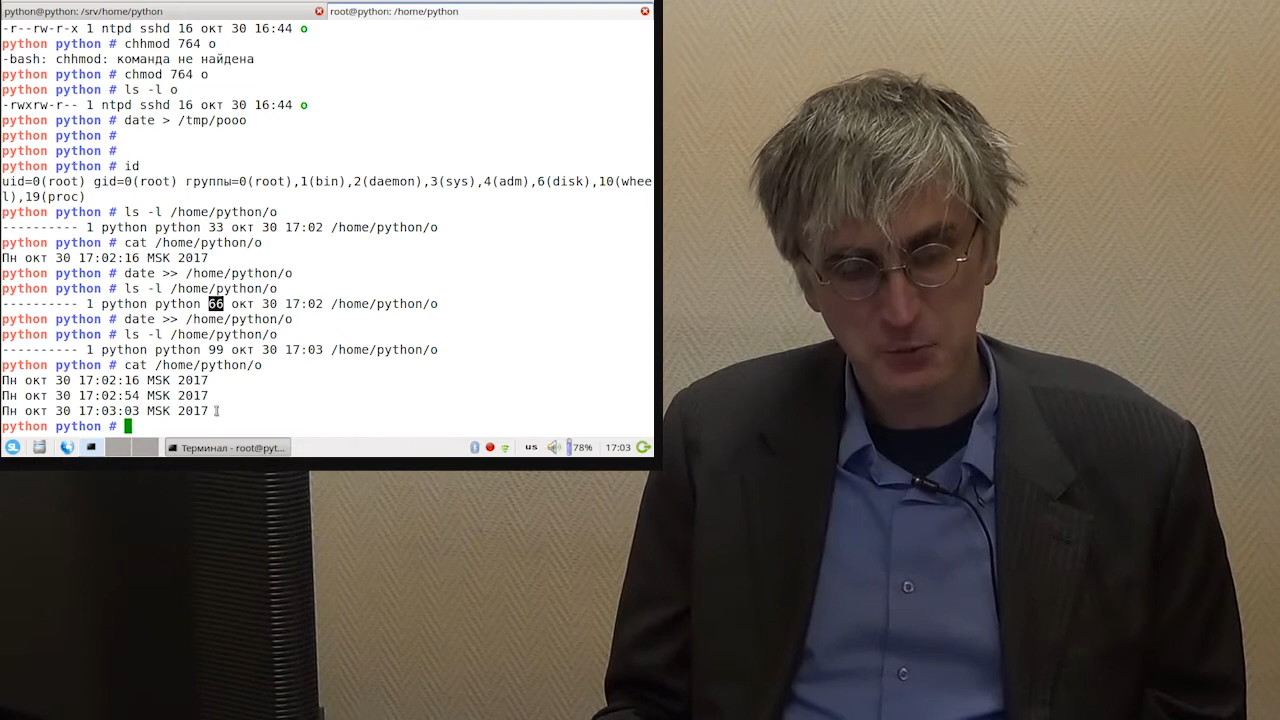 python@python: /srv/home/python
root@python: /home/python
-r--rw-r-x 1 ntpd sshd 16 окт 30 16:44 o
python python # chhmod 764 o
-bash: chhmod: команда не найдена
python python # chmod 764 o
python python # ls -l o
-rwxrw-r-- 1 ntpd sshd 16 окт 30 16:44 o
python python # date > /tmp/pooo
python python #
python python #
python python # id
uid=0(root) gid=0(root) группы=0(root),1(bin),2(daemon),3(sys),4(adm),6(disk),10(whee
l),19(proc)
python python # ls -l /home/python/o
---------- 1 python python 33 окт 30 17:02 /home/python/o
python python # cat /home/python/o
Пн окт 30 17:02:16 MSK 2017
python python # date >> /home/python/o
python python # ls -l /home/python/o
---------- 1 python python 66 окт 30 17:02 /home/python/o
python python # date >> /home/python/o
python python # ls -l /home/python/o
---------- 1 python python 99 окт 30 17:03 /home/python/o
python python # cat /home/python/o
Пн окт 30 17:02:16 MSK 2017
Пн окт 30 17:02:54 MSK 2017
Пн окт 30 17:03:03 MSK 2017
python python #
SL
Терминал - root@pyt...
us
78%
17:03